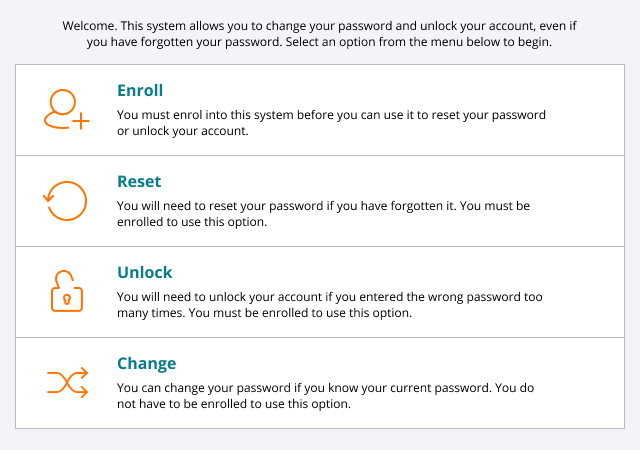 Welcome. This system allows you to change your password and unlock your account, even if
you have forgotten your password. Select an option from the menu below to begin.
Enroll
You must enrol into this system before you can use it to reset your password
or unlock your account.
Reset
You will need to reset your password if you have forgotten it. You must be
enrolled to use this option.
Unlock
You will need to unlock your account if you entered the wrong password too
many times. You must be enrolled to use this option.
Change
You can change your password if you know your current password. You do
not have to be enrolled to use this option.